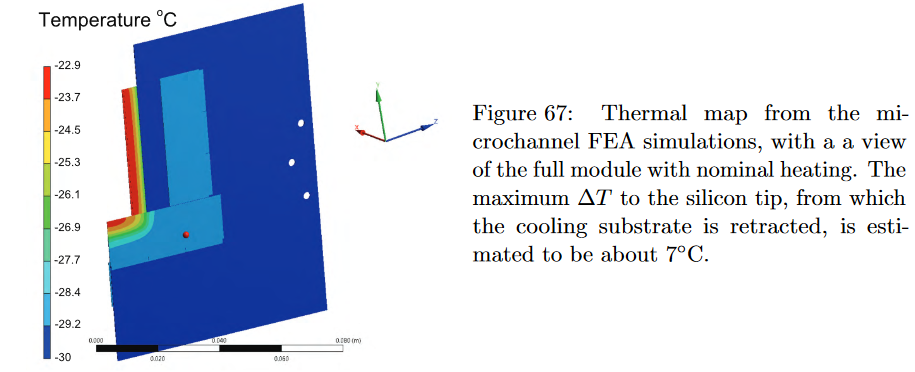 Temperature °C
-22.9
-23.7
-24.5
-25.3
-26.1
-26.9
-27.7
-28.4
-29.2
-30
0.000
0.040
0.080 (m)
0.020
0.060
Y
X
Z
Figure 67: Thermal map from the mi-
crochannel FEA simulations, with a a view
of the full module with nominal heating. The
maximum ΔT to the silicon tip, from which
the cooling substrate is retracted, is esti-
mated to be about 7°C.